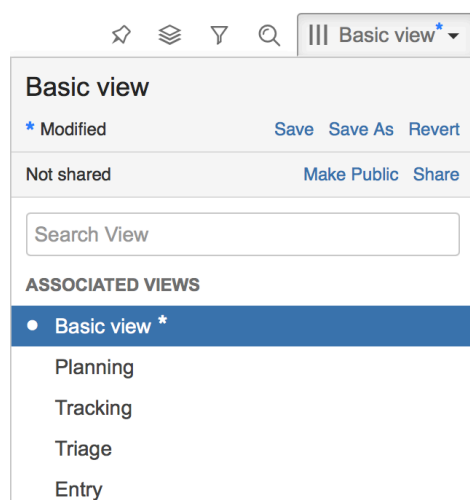 Basic view*
Basic view
* Modified Save Save As Revert
Not shared Make Public Share
Search View
ASSOCIATED VIEWS
Basic view *
Planning
Tracking
Triage
Entry